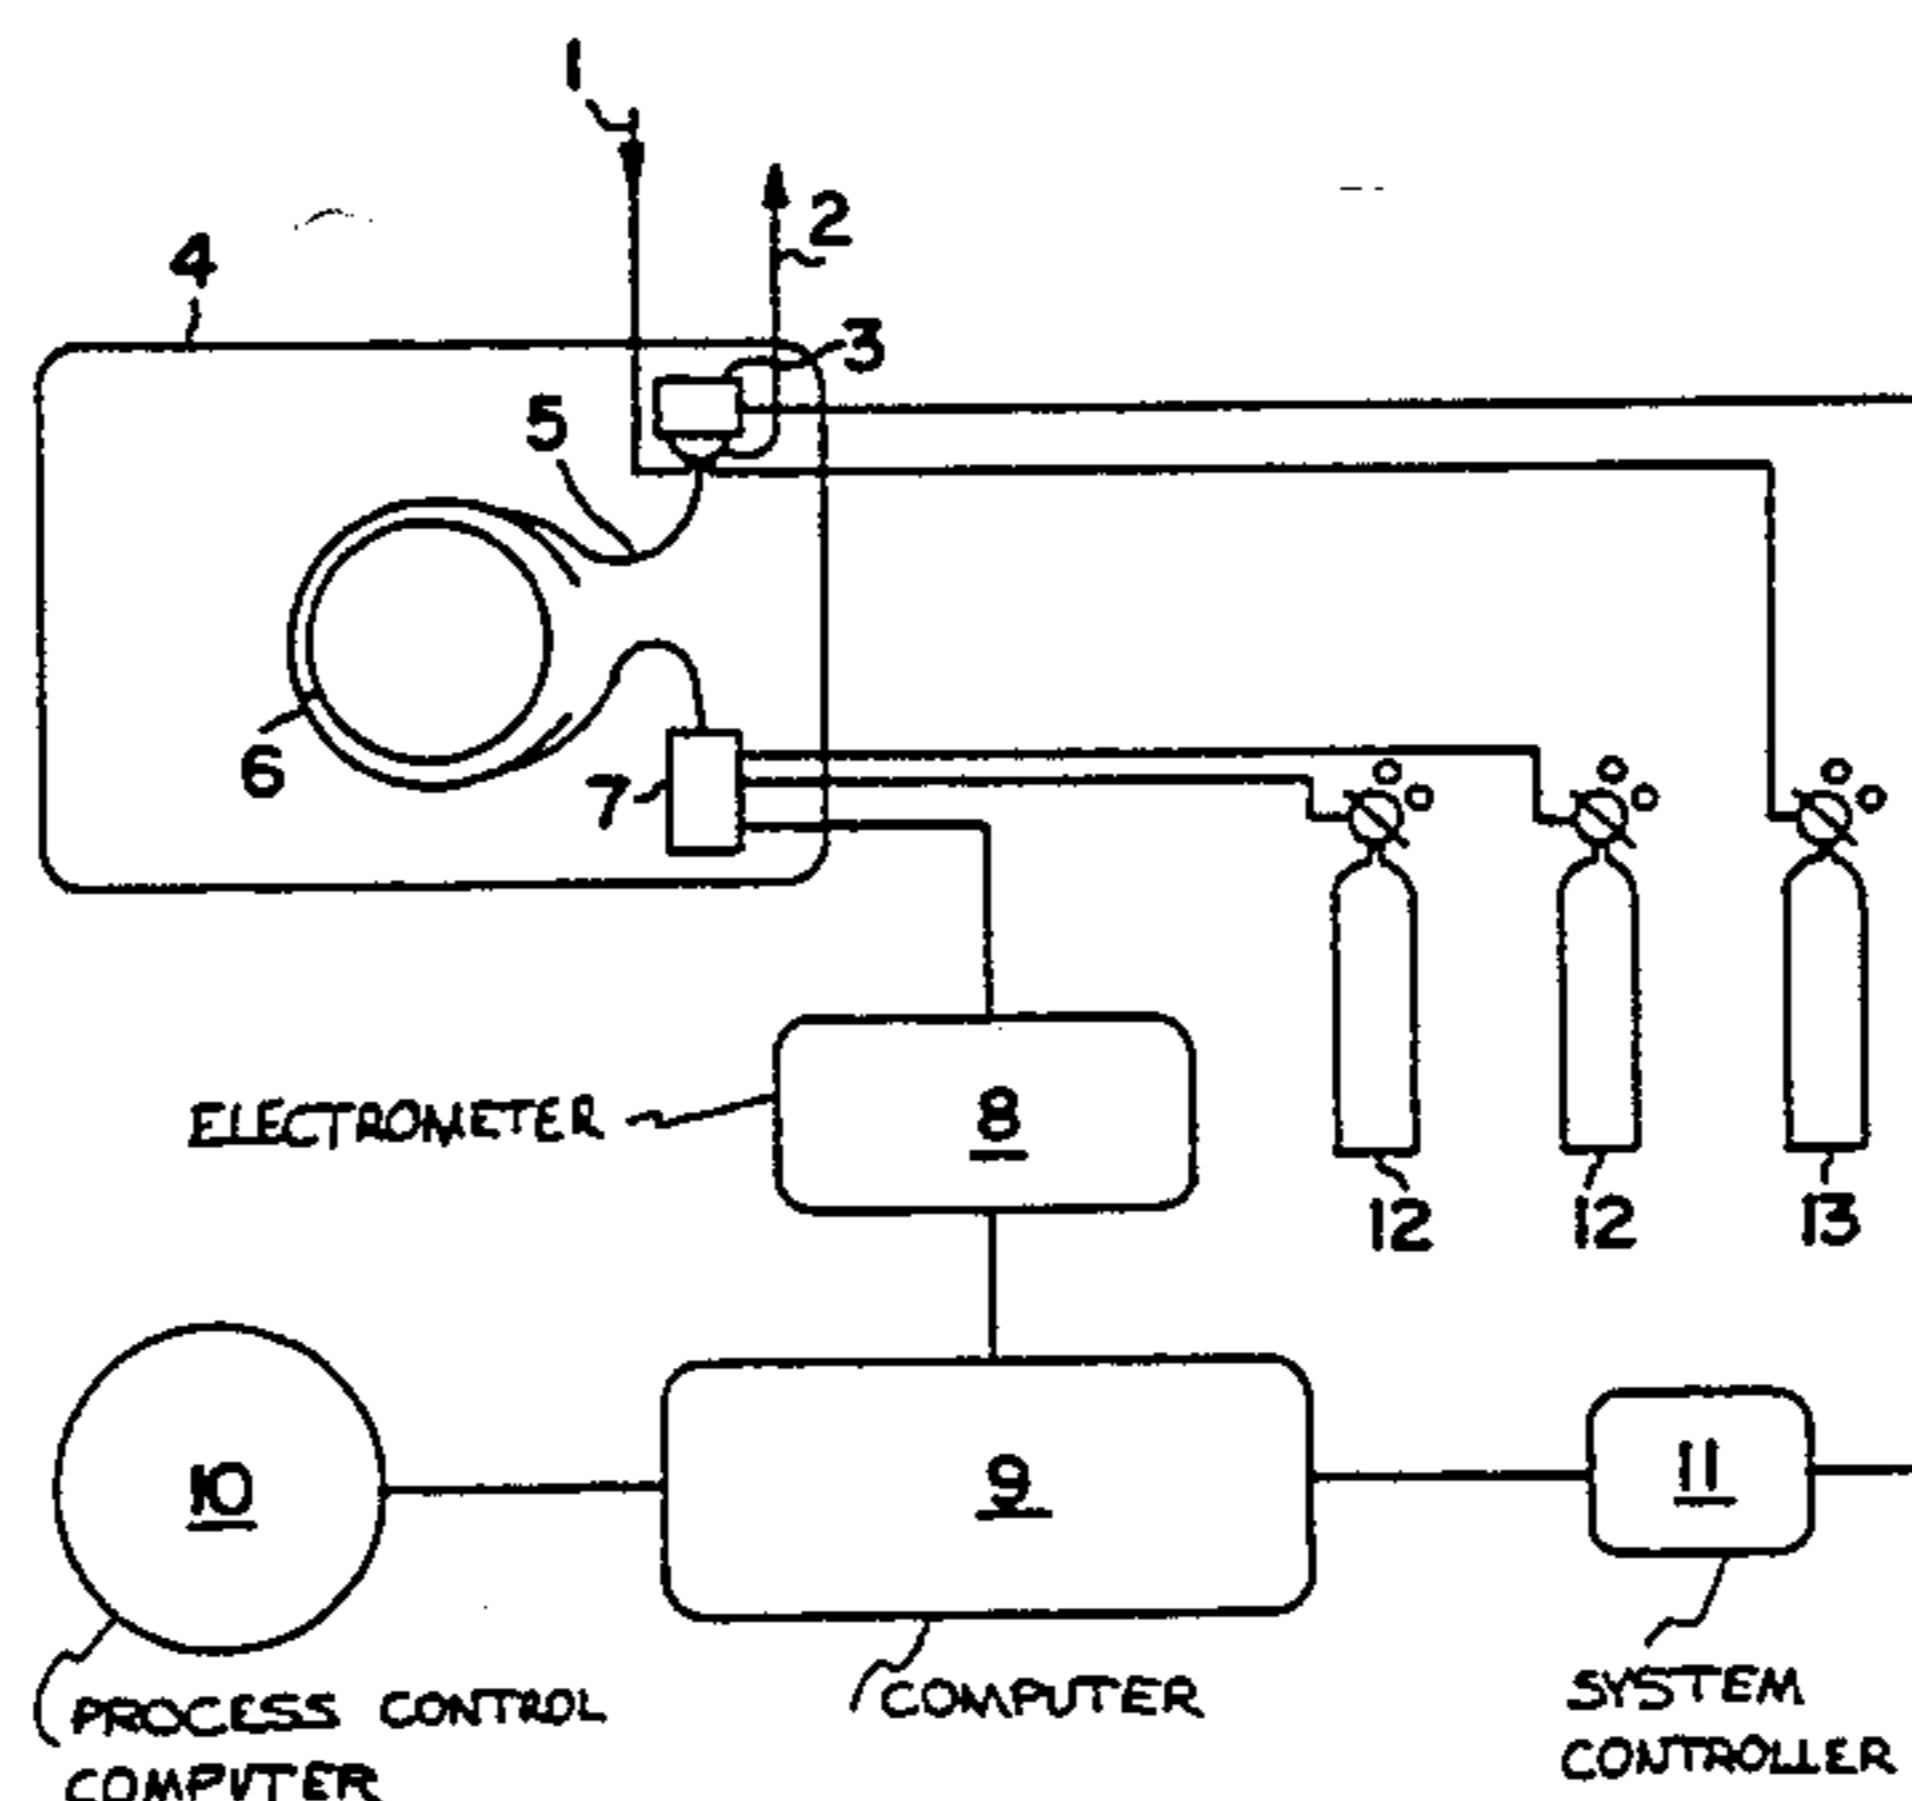 1
2
4
3
5
6
7
ELECTROMETER
8
12
12
13
10
9
11
PROCESS CONTROL
COMPUTER
COMPUTER
SYSTEM
CONTROLLER